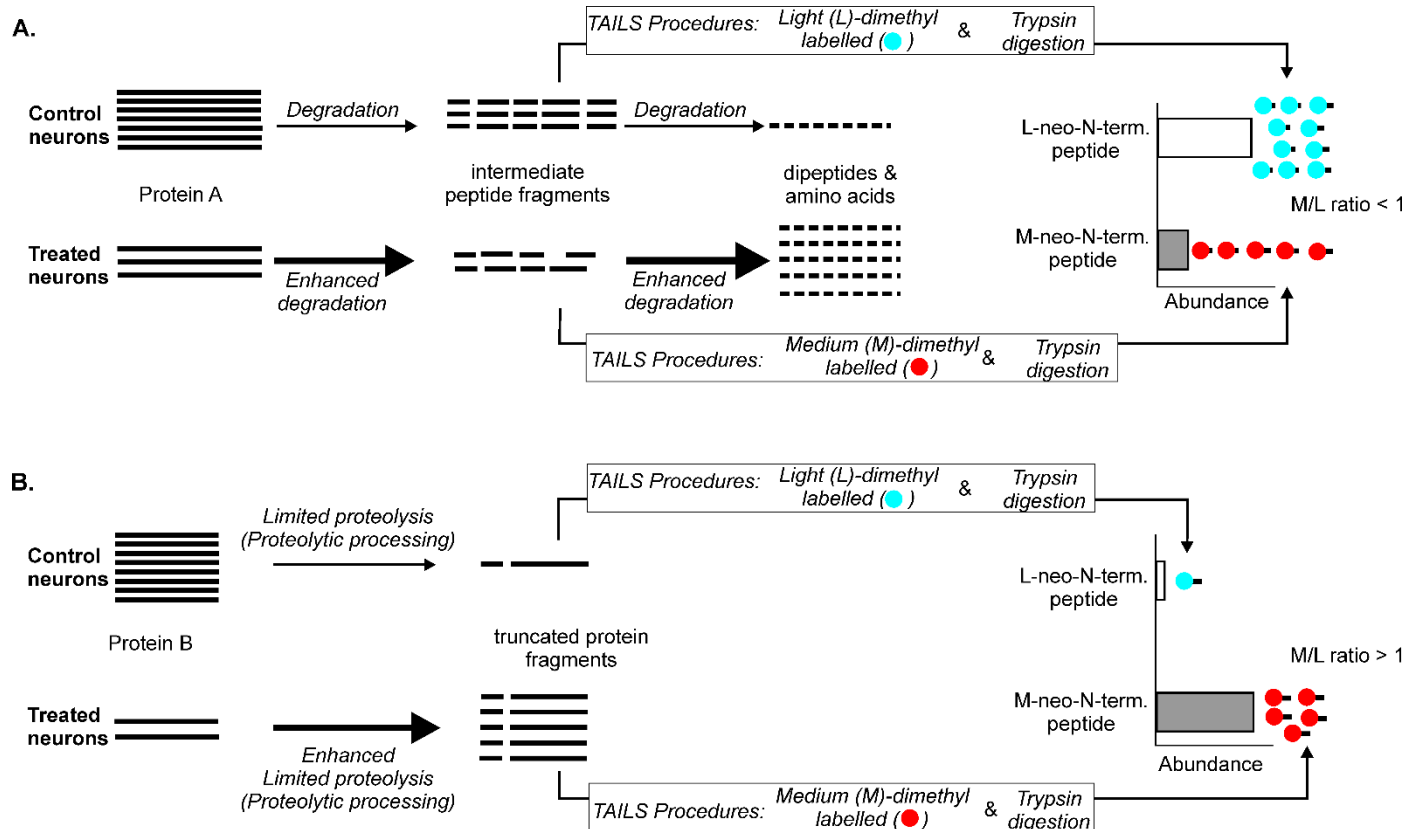 A.
TAILS Procedures: Light (L)-dimethyl & Trypsin
labelled ( ) digestion
Control
neurons
Degradation
Degradation
L-neo-N-term.
peptide
Protein A
intermediate
peptide fragments
dipeptides &
amino acids
M/L ratio < 1
Treated
neurons
Enhanced
degradation
Enhanced
degradation
M-neo-N-term.
peptide
Abundance
TAILS Procedures: Medium (M)-dimethyl & Trypsin
labelled ( ) digestion
B.
TAILS Procedures: Light (L)-dimethyl & Trypsin
labelled ( ) digestion
Control
neurons
Limited proteolysis
(Proteolytic processing)
L-neo-N-term.
peptide
Protein B
truncated protein
fragments
M/L ratio > 1
Treated
neurons
Enhanced
Limited proteolysis
(Proteolytic processing)
M-neo-N-term.
peptide
Abundance
TAILS Procedures: Medium (M)-dimethyl & Trypsin
labelled ( ) digestion